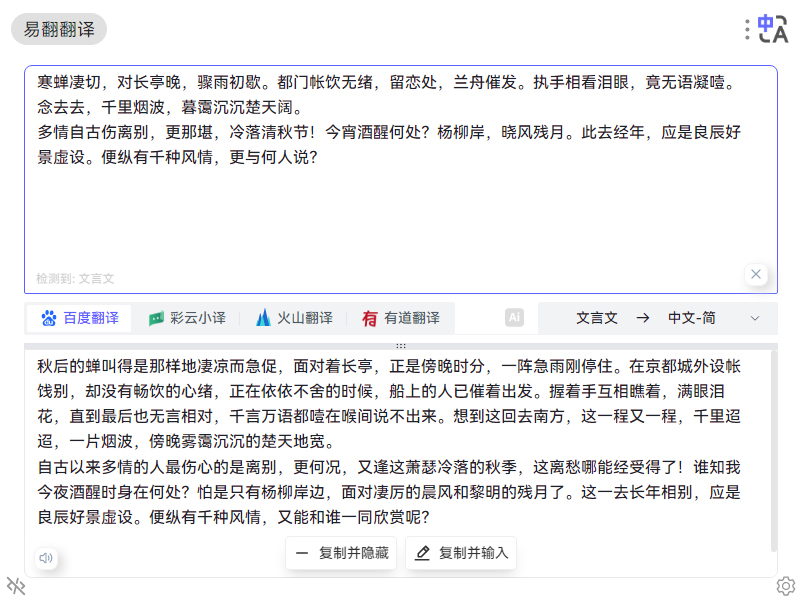 易翻翻译
中A
寒蝉凄切，对长亭晚，骤雨初歇。都门帐饮无绪，留恋处，兰舟催发。执手相看泪眼，竟无语凝噎。
念去去，千里烟波，暮霭沉沉楚天阔。
多情自古伤离别，更那堪，冷落清秋节！今宵酒醒何处？杨柳岸，晓风残月。此去经年，应是良辰好
景虚设。便纵有千种风情，更与何人说？
检测到: 文言文
百度翻译 彩云小译 火山翻译 有 有道翻译 Ai 文言文 → 中文-简
秋后的蝉叫得是那样地凄凉而急促，面对着长亭，正是傍晚时分，一阵急雨刚停住。在京都城外设帐
饯别，却没有畅饮的心绪，正在依依不舍的时候，船上的人已催着出发。握着手互相瞧着，满眼泪
花，直到最后也无言相对，千言万语都噎在喉间说不出来。想到这回去南方，这一程又一程，千里迢
迢，一片烟波，傍晚雾霭沉沉的楚天地宽。
自古以来多情的人最伤心的是离别，更何况，又逢这萧瑟冷落的秋季，这离愁哪能经受得了！谁知我
今夜酒醒时身在何处？怕是只有杨柳岸边，面对凄厉的晨风和黎明的残月了。这一去长年相别，应是
良辰好景虚设。便纵有千种风情，又能和谁一同欣赏呢？
复制并隐藏 复制并输入